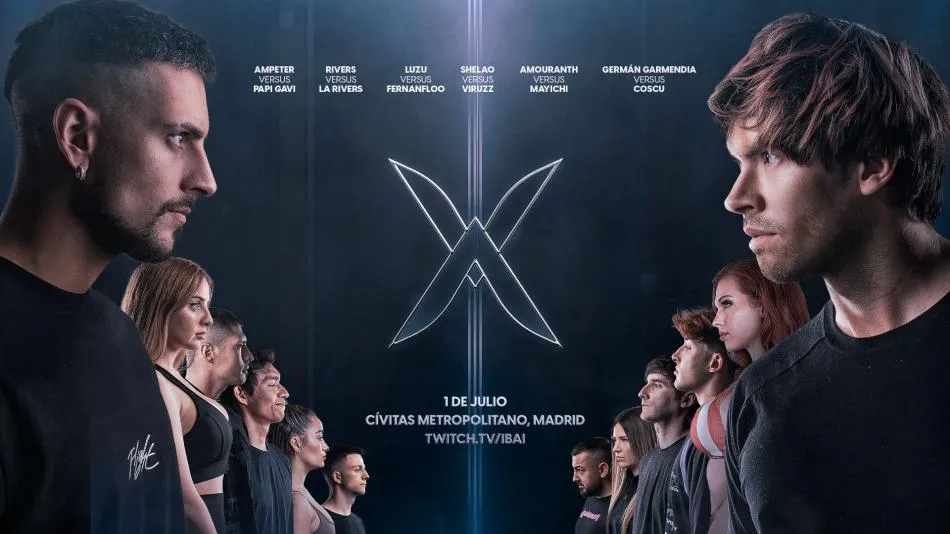 AMPETER
VERSUS
PAPI GAVI
RIVERS
VERSUS
LA RIVERS
LUZU
VERSUS
FERNANFLOO
SHELAO
VERSUS
VIRUZZ
AMOURANTH
VERSUS
MAYICHI
GERMÁN GARMENDIA
VERSUS
COSCU
1 DE JULIO
CÍVITAS METROPOLITANO, MADRID
TWITCH.TV/IBAI